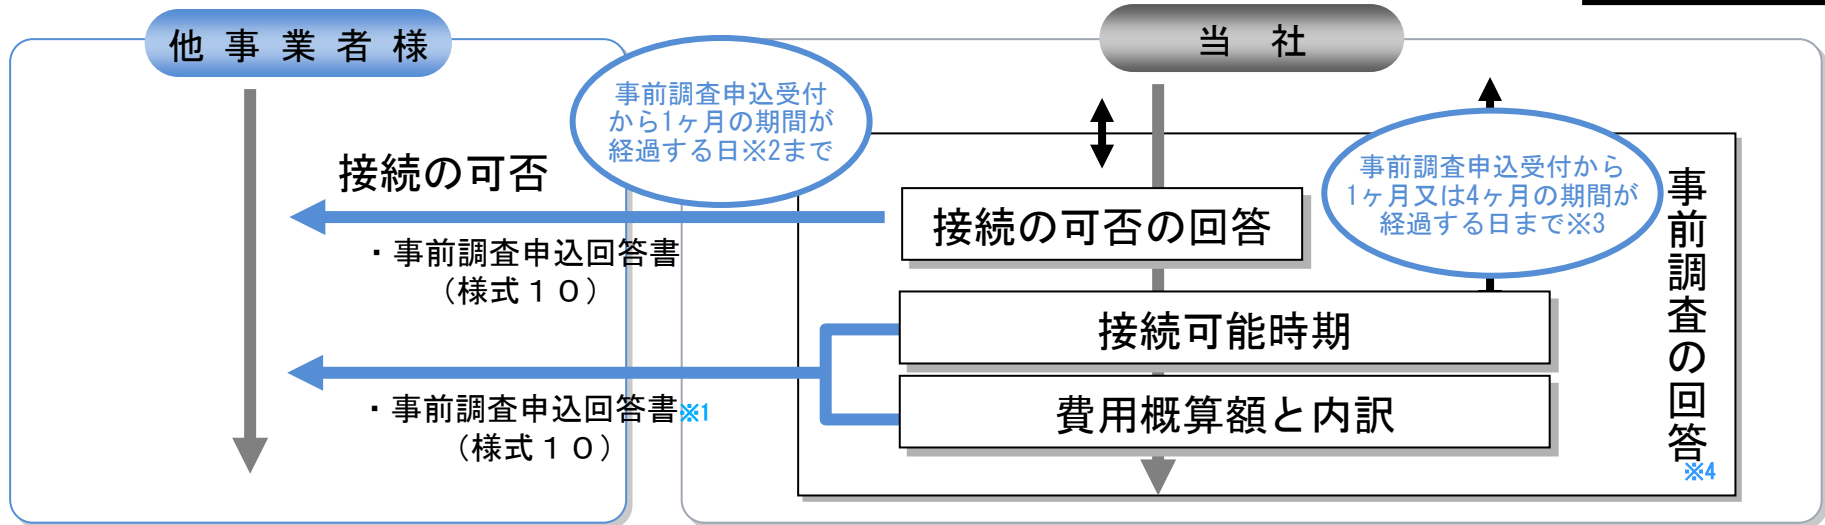 他事業者様
当 社
事前調査申込受付
から1ヶ月の期間が
経過する日※2まで
事前調査申込受付から
1ヶ月又は4ヶ月の期間が
経過する日まで※3
接続の可否
・事前調査申込回答書
（様式１０）
接続の可否の回答
接続可能時期
・事前調査申込回答書※1
（様式１０）
費用概算額と内訳
事前調査の回答
※4